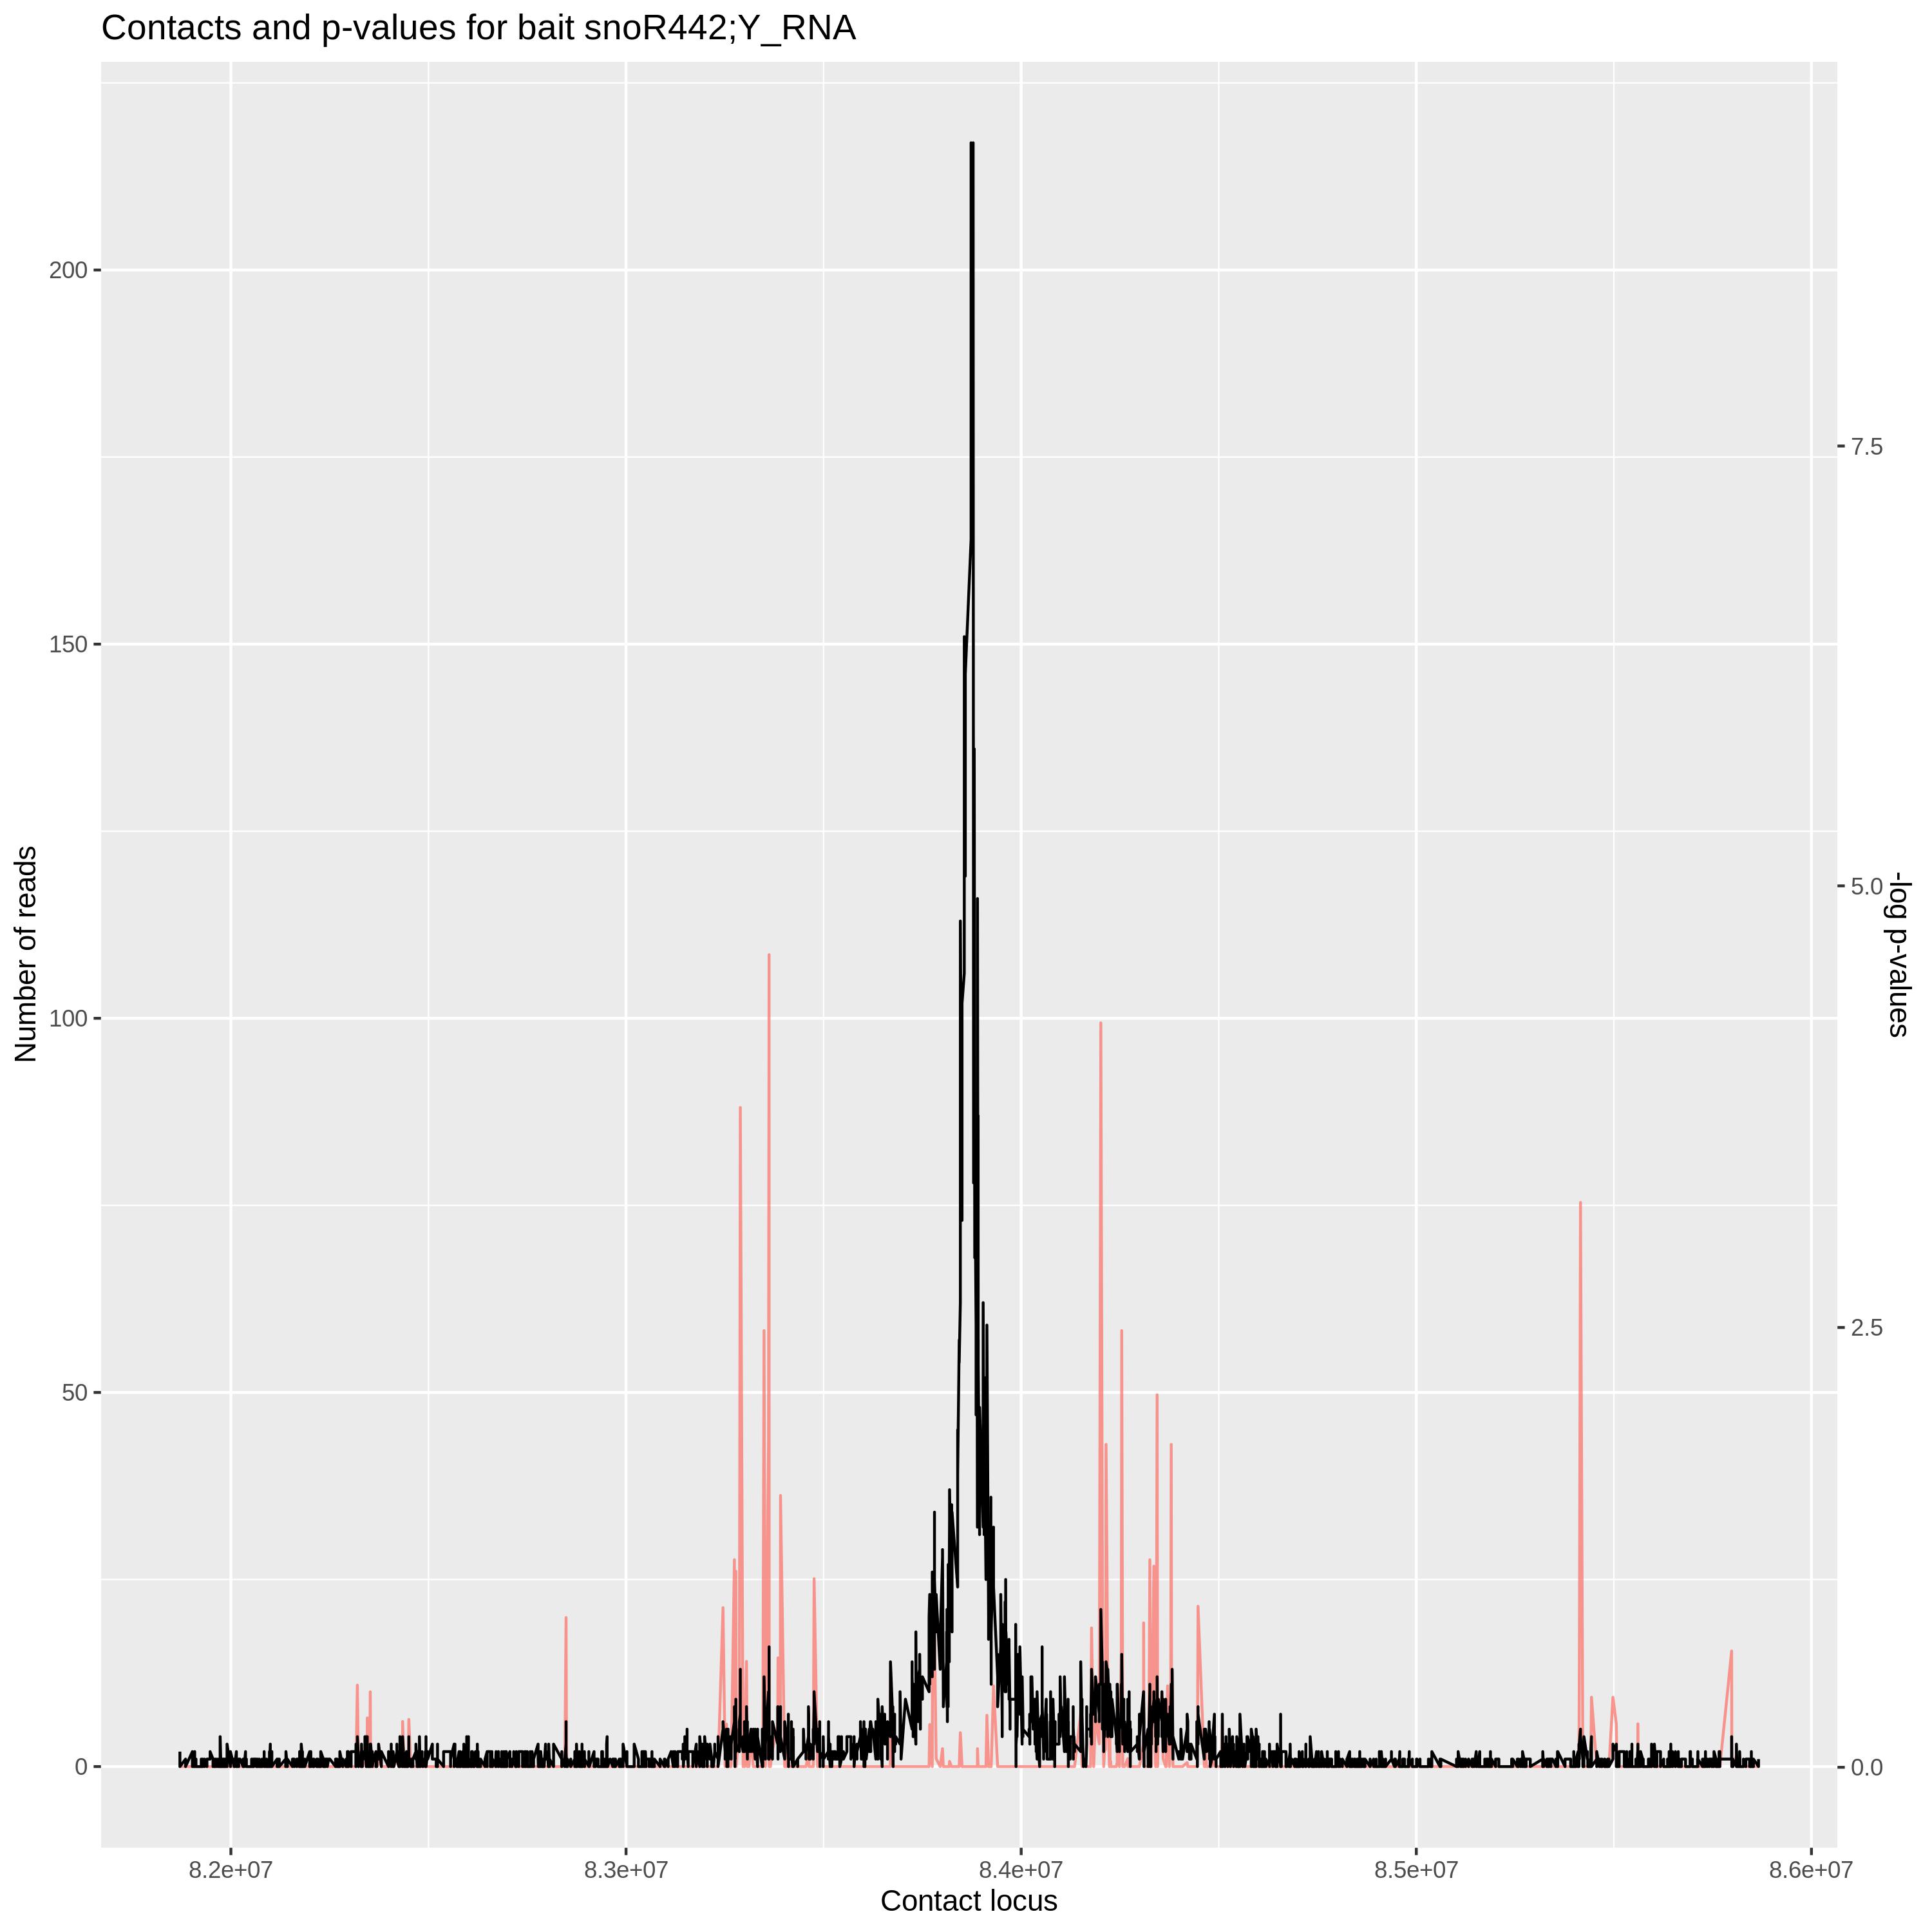 Contacts and p-values for bait snoR442;Y_RNA
Number of reads
200
150
100
50
0
7.5
5.0
2.5
0.0
-log p-values
8.2e+07 8.3e+07 8.4e+07 8.5e+07 8.6e+07
Contact locus